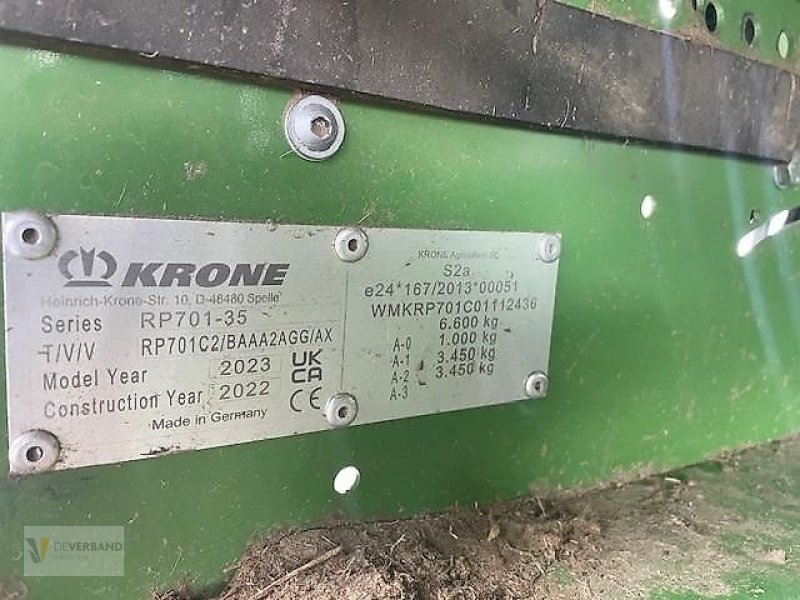 KRONE
Heinrich-Krone-Str. 10, D-48480 Spelle
Series RP701-35
T/V/V RP701C2/BAAA2AGG/AX
Model Year 2023
Construction Year 2022
UK
CA
CE
Made in Germany
KRONE Agriculture SE
S2a
e24*167/2013*00051
WMKRP701C01112436
6.600 kg
A-0 1.000 kg
A-1 3.450 kg
A-2 3.450 kg
A-3
DEVERBAND